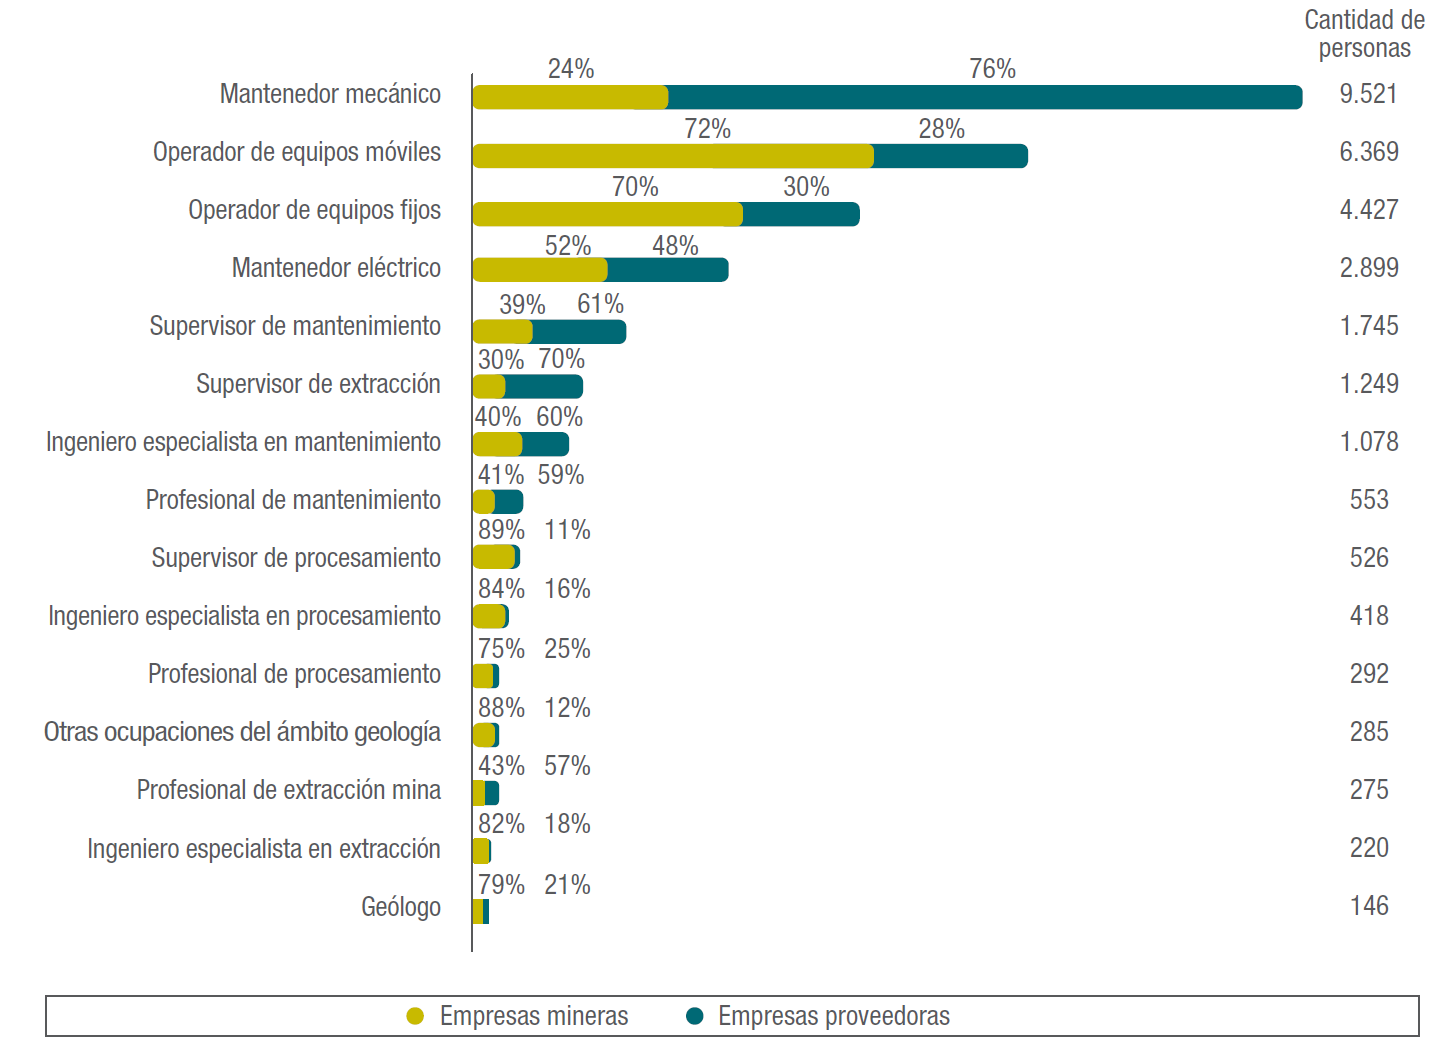 Cantidad de
personas
24% 76%
Mantenedor mecánico 9.521
72% 28%
Operador de equipos móviles 6.369
70% 30%
Operador de equipos fijos 4.427
52% 48%
Mantenedor eléctrico 2.899
39% 61%
Supervisor de mantenimiento 1.745
30% 70%
Supervisor de extracción 1.249
40% 60%
Ingeniero especialista en mantenimiento 1.078
41% 59%
Profesional de mantenimiento 553
89% 11%
Supervisor de procesamiento 526
84% 16%
Ingeniero especialista en procesamiento 418
75% 25%
Profesional de procesamiento 292
88% 12%
Otras ocupaciones del ámbito geología 285
43% 57%
Profesional de extracción mina 275
82% 18%
Ingeniero especialista en extracción 220
79% 21%
Geólogo 146
Empresas mineras Empresas proveedoras